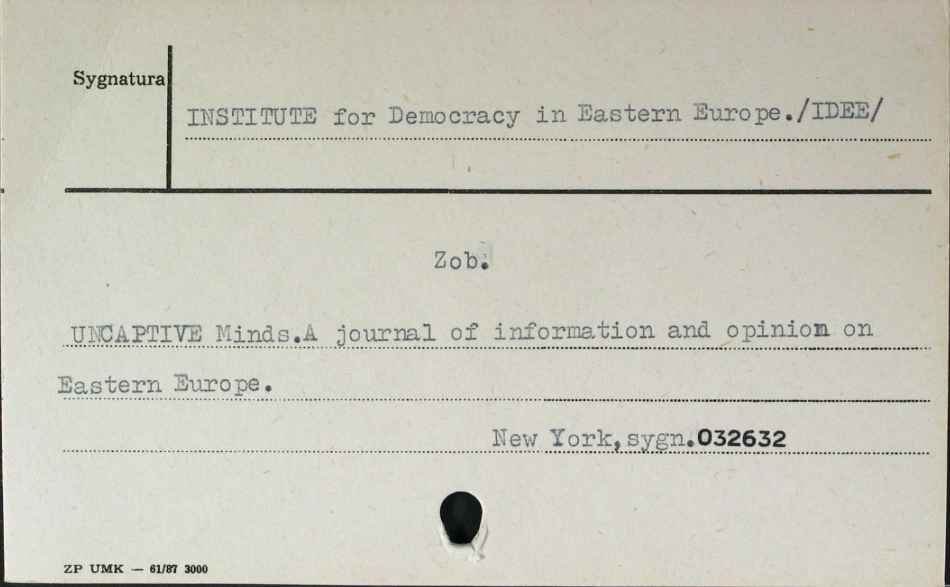 Sygnatura
INSTITUTE for Democracy in Eastern Europe./IDEE/
Zob.
UNCAPTIVE Minds.A journal of information and opinion on
Eastern Europe.
New York,sygn.032632
ZP UMK — 61/87 3000